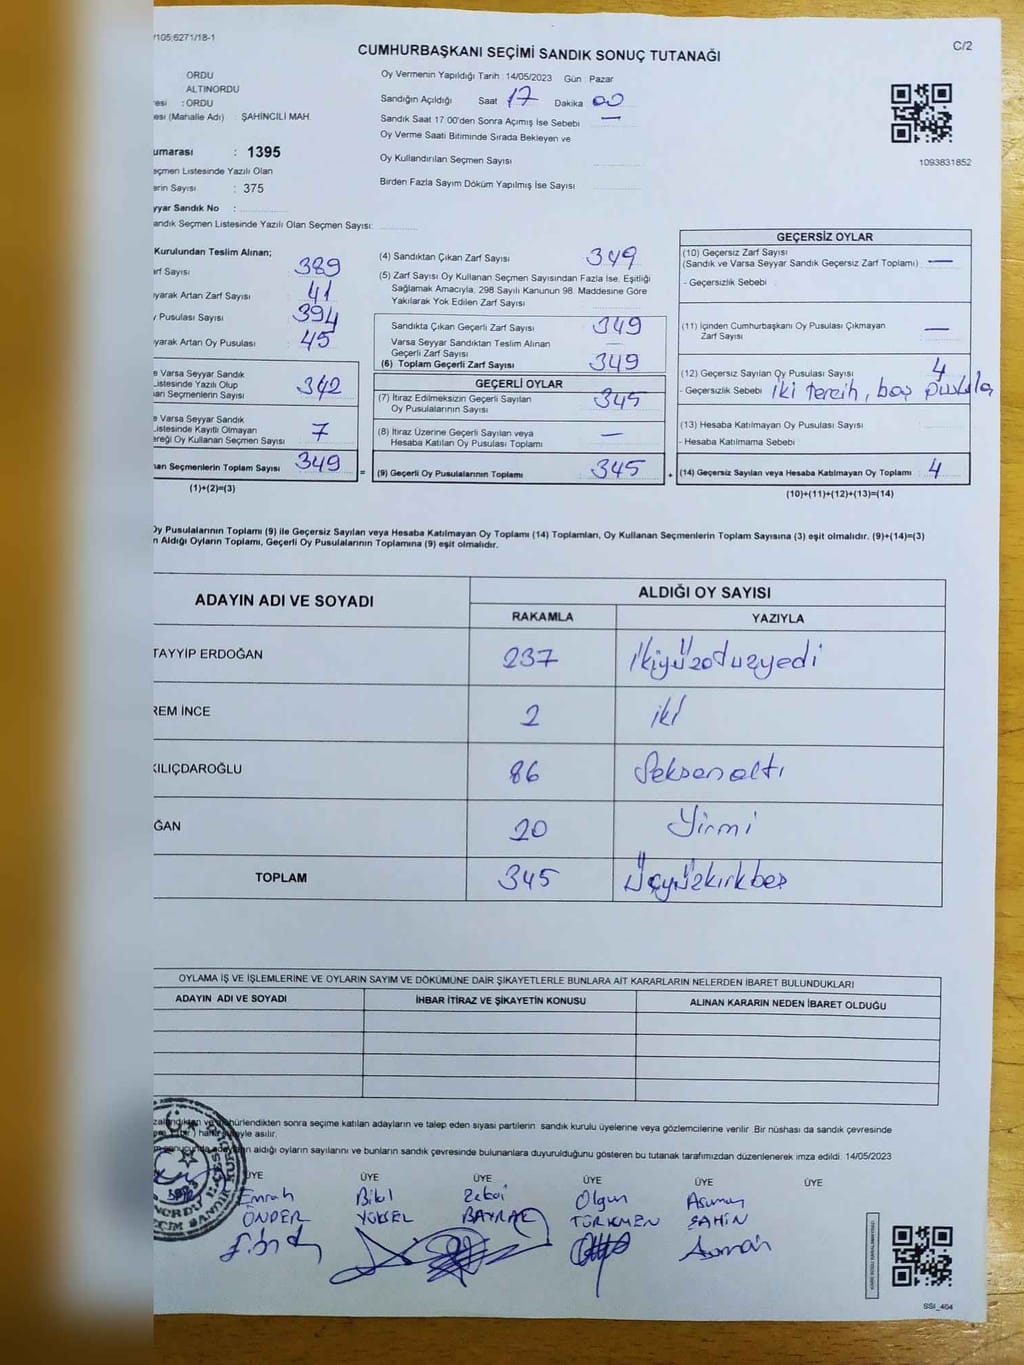 /105.6271/18-1
C/2
CUMHURBAŞKANI SEÇİMİ SANDIK SONUÇ TUTANAĞI
ORDU
ALTINORDU
esi : ORDU
esi (Mahalle Adı) : ŞAHİNCİLİ MAH.
umarası : 1395
eçmen Listesinde Yazılı Olan
erin Sayısı : 375
yyar Sandık No :
andık Seçmen Listesinde Yazılı Olan Seçmen Sayısı:
Oy Vermenin Yapıldığı Tarih : 14/05/2023 Gün : Pazar
Sandığın Açıldığı Saat 17 Dakika 00
Sandık Saat 17:00'den Sonra Açımış İse Sebebi —
Oy Verme Saati Bitiminde Sırada Bekleyen ve
Oy Kullandırılan Seçmen Sayısı
Birden Fazla Sayım Döküm Yapılmış İse Sayısı
1093831852
Kurulundan Teslim Alınan;
arf Sayısı 389
yarak Artan Zarf Sayısı 41
y Pusulası Sayısı 394
yarak Artan Oy Pusulası 45
e Varsa Seyyar Sandık
Listesinde Yazılı Olup
nan Seçmenlerin Sayısı 342
e Varsa Seyyar Sandık
Listesinde Kayıtlı Olmayan
ereği Oy Kullanan Seçmen Sayısı 7
nan Seçmenlerin Toplam Sayısı 349 =
(1)+(2)=(3)
(4) Sandıktan Çıkan Zarf Sayısı 349
(5) Zarf Sayısı Oy Kullanan Seçmen Sayısından Fazla İse, Eşitliği
Sağlamak Amacıyla, 298 Sayılı Kanunun 98. Maddesine Göre
Yakılarak Yok Edilen Zarf Sayısı
Sandıkta Çıkan Geçerli Zarf Sayısı 349
Varsa Seyyar Sandıktan Teslim Alınan
Geçerli Zarf Sayısı —
(6) Toplam Geçerli Zarf Sayısı 349
GEÇERLİ OYLAR
(7) İtiraz Edilmeksizin Geçerli Sayılan
Oy Pusulalarının Sayısı 345
(8) İtiraz Üzerine Geçerli Sayılan veya
Hesaba Katılan Oy Pusulası Toplamı —
(9) Geçerli Oy Pusulalarının Toplamı 345 +
GEÇERSİZ OYLAR
(10) Geçersiz Zarf Sayısı
(Sandık ve Varsa Seyyar Sandık Geçersiz Zarf Toplamı) —
- Geçersizlik Sebebi :
(11) İçinden Cumhurbaşkanı Oy Pusulası Çıkmayan
Zarf Sayısı —
(12) Geçersiz Sayılan Oy Pusulası Sayısı 4
- Geçersizlik Sebebi iki tercih, boş pusula
(13) Hesaba Katılmayan Oy Pusulası Sayısı
- Hesaba Katılmama Sebebi
(14) Geçersiz Sayılan veya Hesaba Katılmayan Oy Toplamı : 4
(10)+(11)+(12)+(13)=(14)
Oy Pusulalarının Toplamı (9) ile Geçersiz Sayılan veya Hesaba Katılmayan Oy Toplamı (14) Toplamları, Oy Kullanan Seçmenlerin Toplam Sayısına (3) eşit olmalıdır. (9)+(14)=(3)
n Aldığı Oyların Toplamı, Geçerli Oy Pusulalarının Toplamına (9) eşit olmalıdır.
ADAYIN ADI VE SOYADI ALDIĞI OY SAYISI
RAKAMLA YAZIYLA
TAYYİP ERDOĞAN 237 İkiyüzotuzyedi
REM İNCE 2 iki
KILIÇDAROĞLU 86 Seksenaltı
ĞAN 20 Yirmi
TOPLAM 345 Üçyüzkırkbeş
OYLAMA İŞ VE İŞLEMLERİNE VE OYLARIN SAYIM VE DÖKÜMÜNE DAİR ŞİKAYETLERLE BUNLARA AİT KARARLARIN NELERDEN İBARET BULUNDUKLARI
ADAYIN ADI VE SOYADI İHBAR İTİRAZ VE ŞİKAYETİN KONUSU ALINAN KARARIN NEDEN İBARET OLDUĞU
zalandıktan ve mühürlendikten sonra seçime katılan adayların ve talep eden siyasi partilerin sandık kurulu üyelerine veya gözlemcilerine verilir. Bir nüshası da sandık çevresinde
asılır.
aldığı oyların sayılarını ve bunların sandık çevresinde bulunanlara duyurulduğunu gösteren bu tutanak tarafımızdan düzenlenerek imza edildi. 14/05/2023
ÜYE ÜYE ÜYE ÜYE ÜYE ÜYE
Emrah Bilal Zekai Olgun Asuman
ÖNDER YÜKSEL BAYRAK TÜRKMEN ŞAHİN
SSI_404